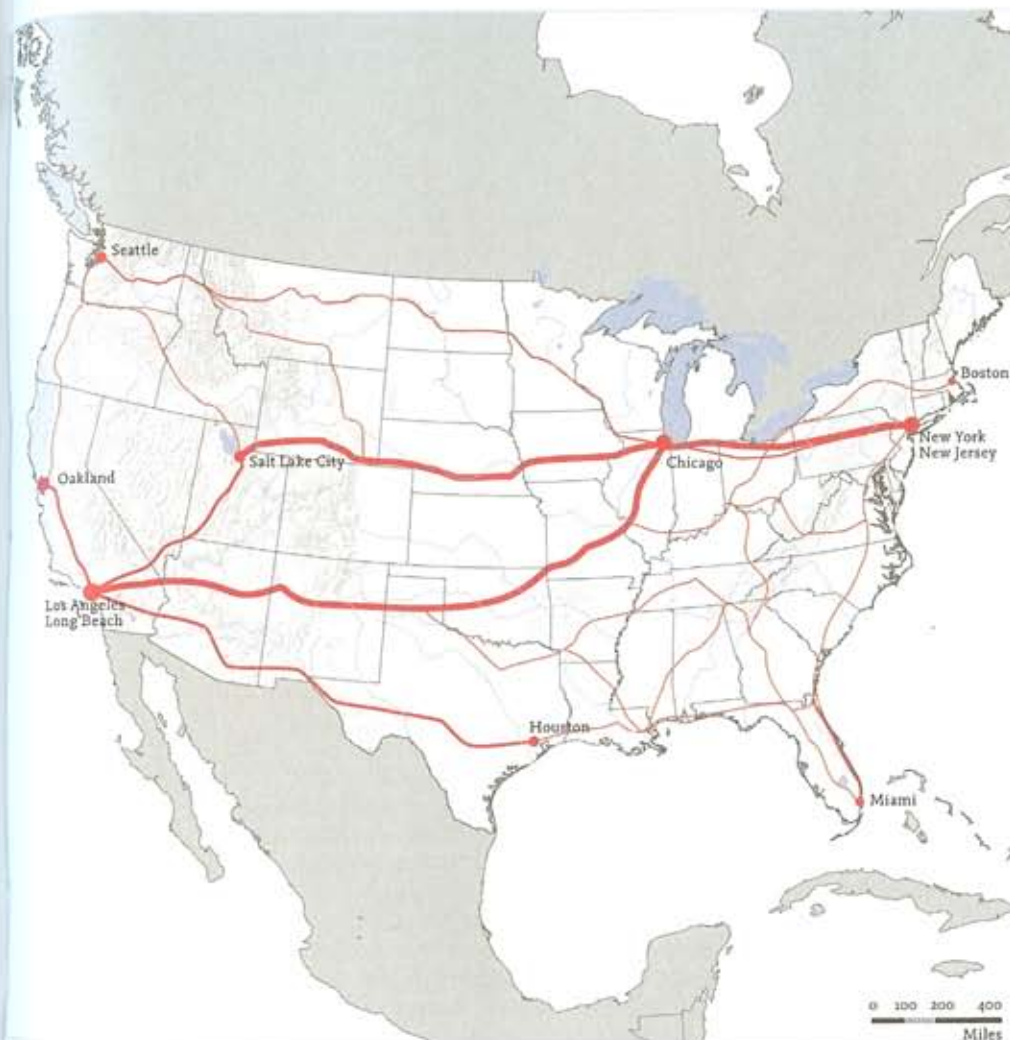 Seattle
Boston
New York
New Jersey
Chicago
Salt Lake City
Oakland
Los Angeles
Long Beach
Houston
Miami
0 100 200 400
Miles